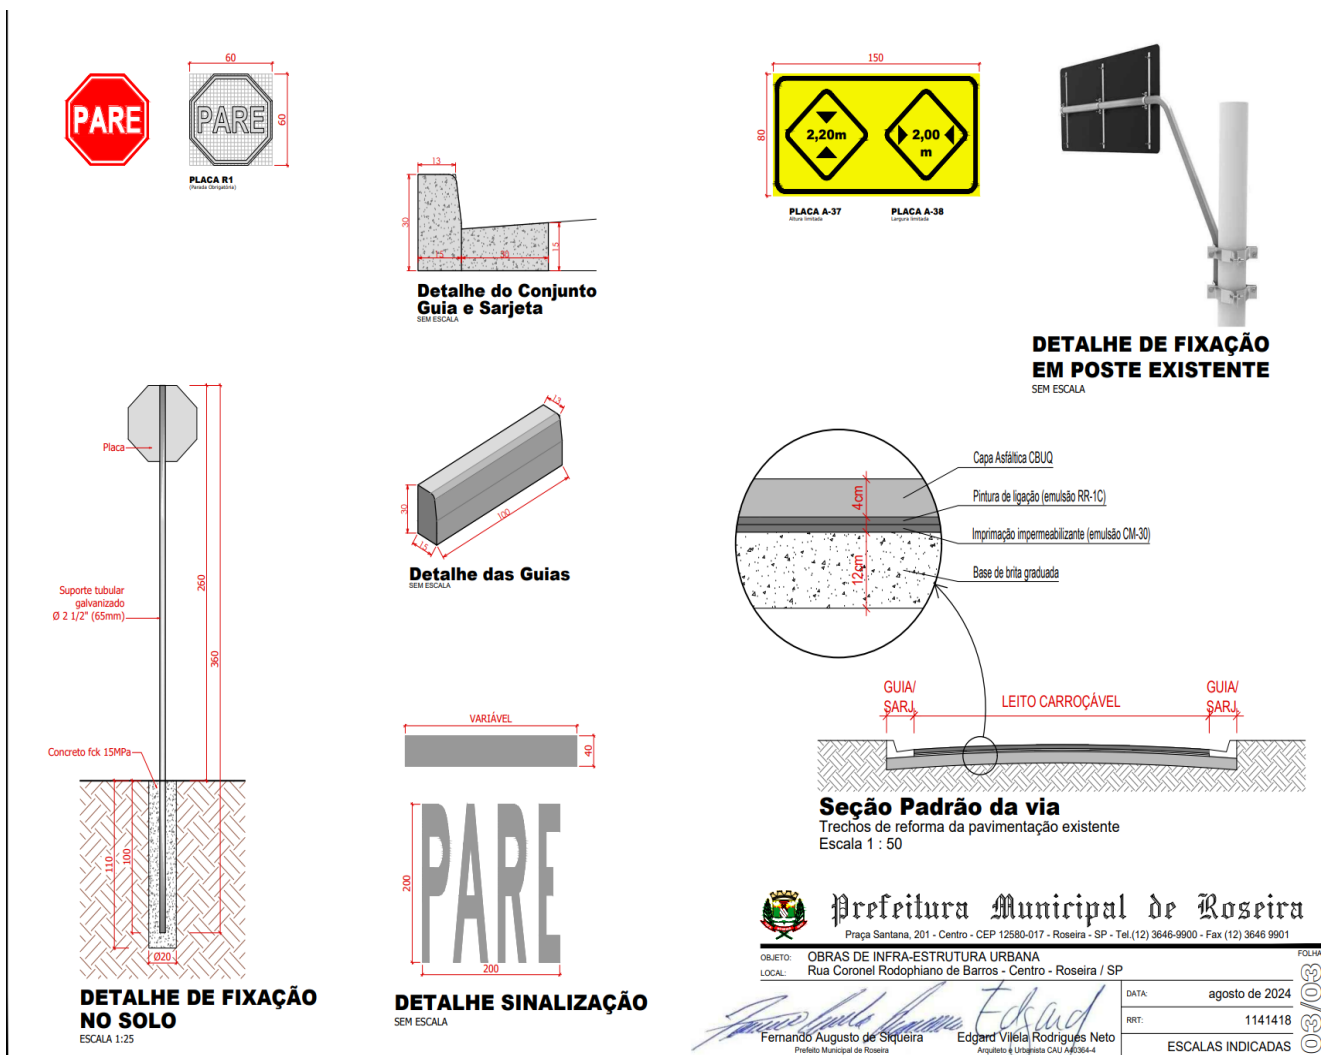 PARE
60
PARE
60
PLACA R1
(Parada Obrigatória)
13
30
15
30
15
Detalhe do Conjunto
Guia e Sarjeta
SEM ESCALA
150
80
2,20m
2,00
m
PLACA A-37
Altura limitada
PLACA A-38
Largura limitada
DETALHE DE FIXAÇÃO
EM POSTE EXISTENTE
SEM ESCALA
Placa
Suporte tubular
galvanizado
Ø 2 1/2" (65mm)
260
360
Concreto fck 15MPa
110
100
Ø20
DETALHE DE FIXAÇÃO
NO SOLO
ESCALA 1:25
13
30
15
100
Detalhe das Guias
SEM ESCALA
VARIÁVEL
40
PARE
200
200
DETALHE SINALIZAÇÃO
SEM ESCALA
Capa Asfáltica CBUQ
4cm
Pintura de ligação (emulsão RR-1C)
Imprimação impermeabilizante (emulsão CM-30)
12cm
Base de brita graduada
GUIA/
SARJ.
LEITO CARROÇÁVEL
GUIA/
SARJ.
Seção Padrão da via
Trechos de reforma da pavimentação existente
Escala 1 : 50
Prefeitura Municipal de Roseira
Praça Santana, 201 - Centro - CEP 12580-017 - Roseira - SP - Tel.(12) 3646-9900 - Fax (12) 3646 9901
OBJETO: OBRAS DE INFRA-ESTRUTURA URBANA
LOCAL: Rua Coronel Rodophiano de Barros - Centro - Roseira / SP
FOLHA
03/03
DATA: agosto de 2024
RRT: 1141418
ESCALAS INDICADAS
Edgard
Fernando Augusto de Siqueira
Prefeito Municipal de Roseira
Edgard Vilela Rodrigues Neto
Arquiteto e Urbanista CAU A40364-4